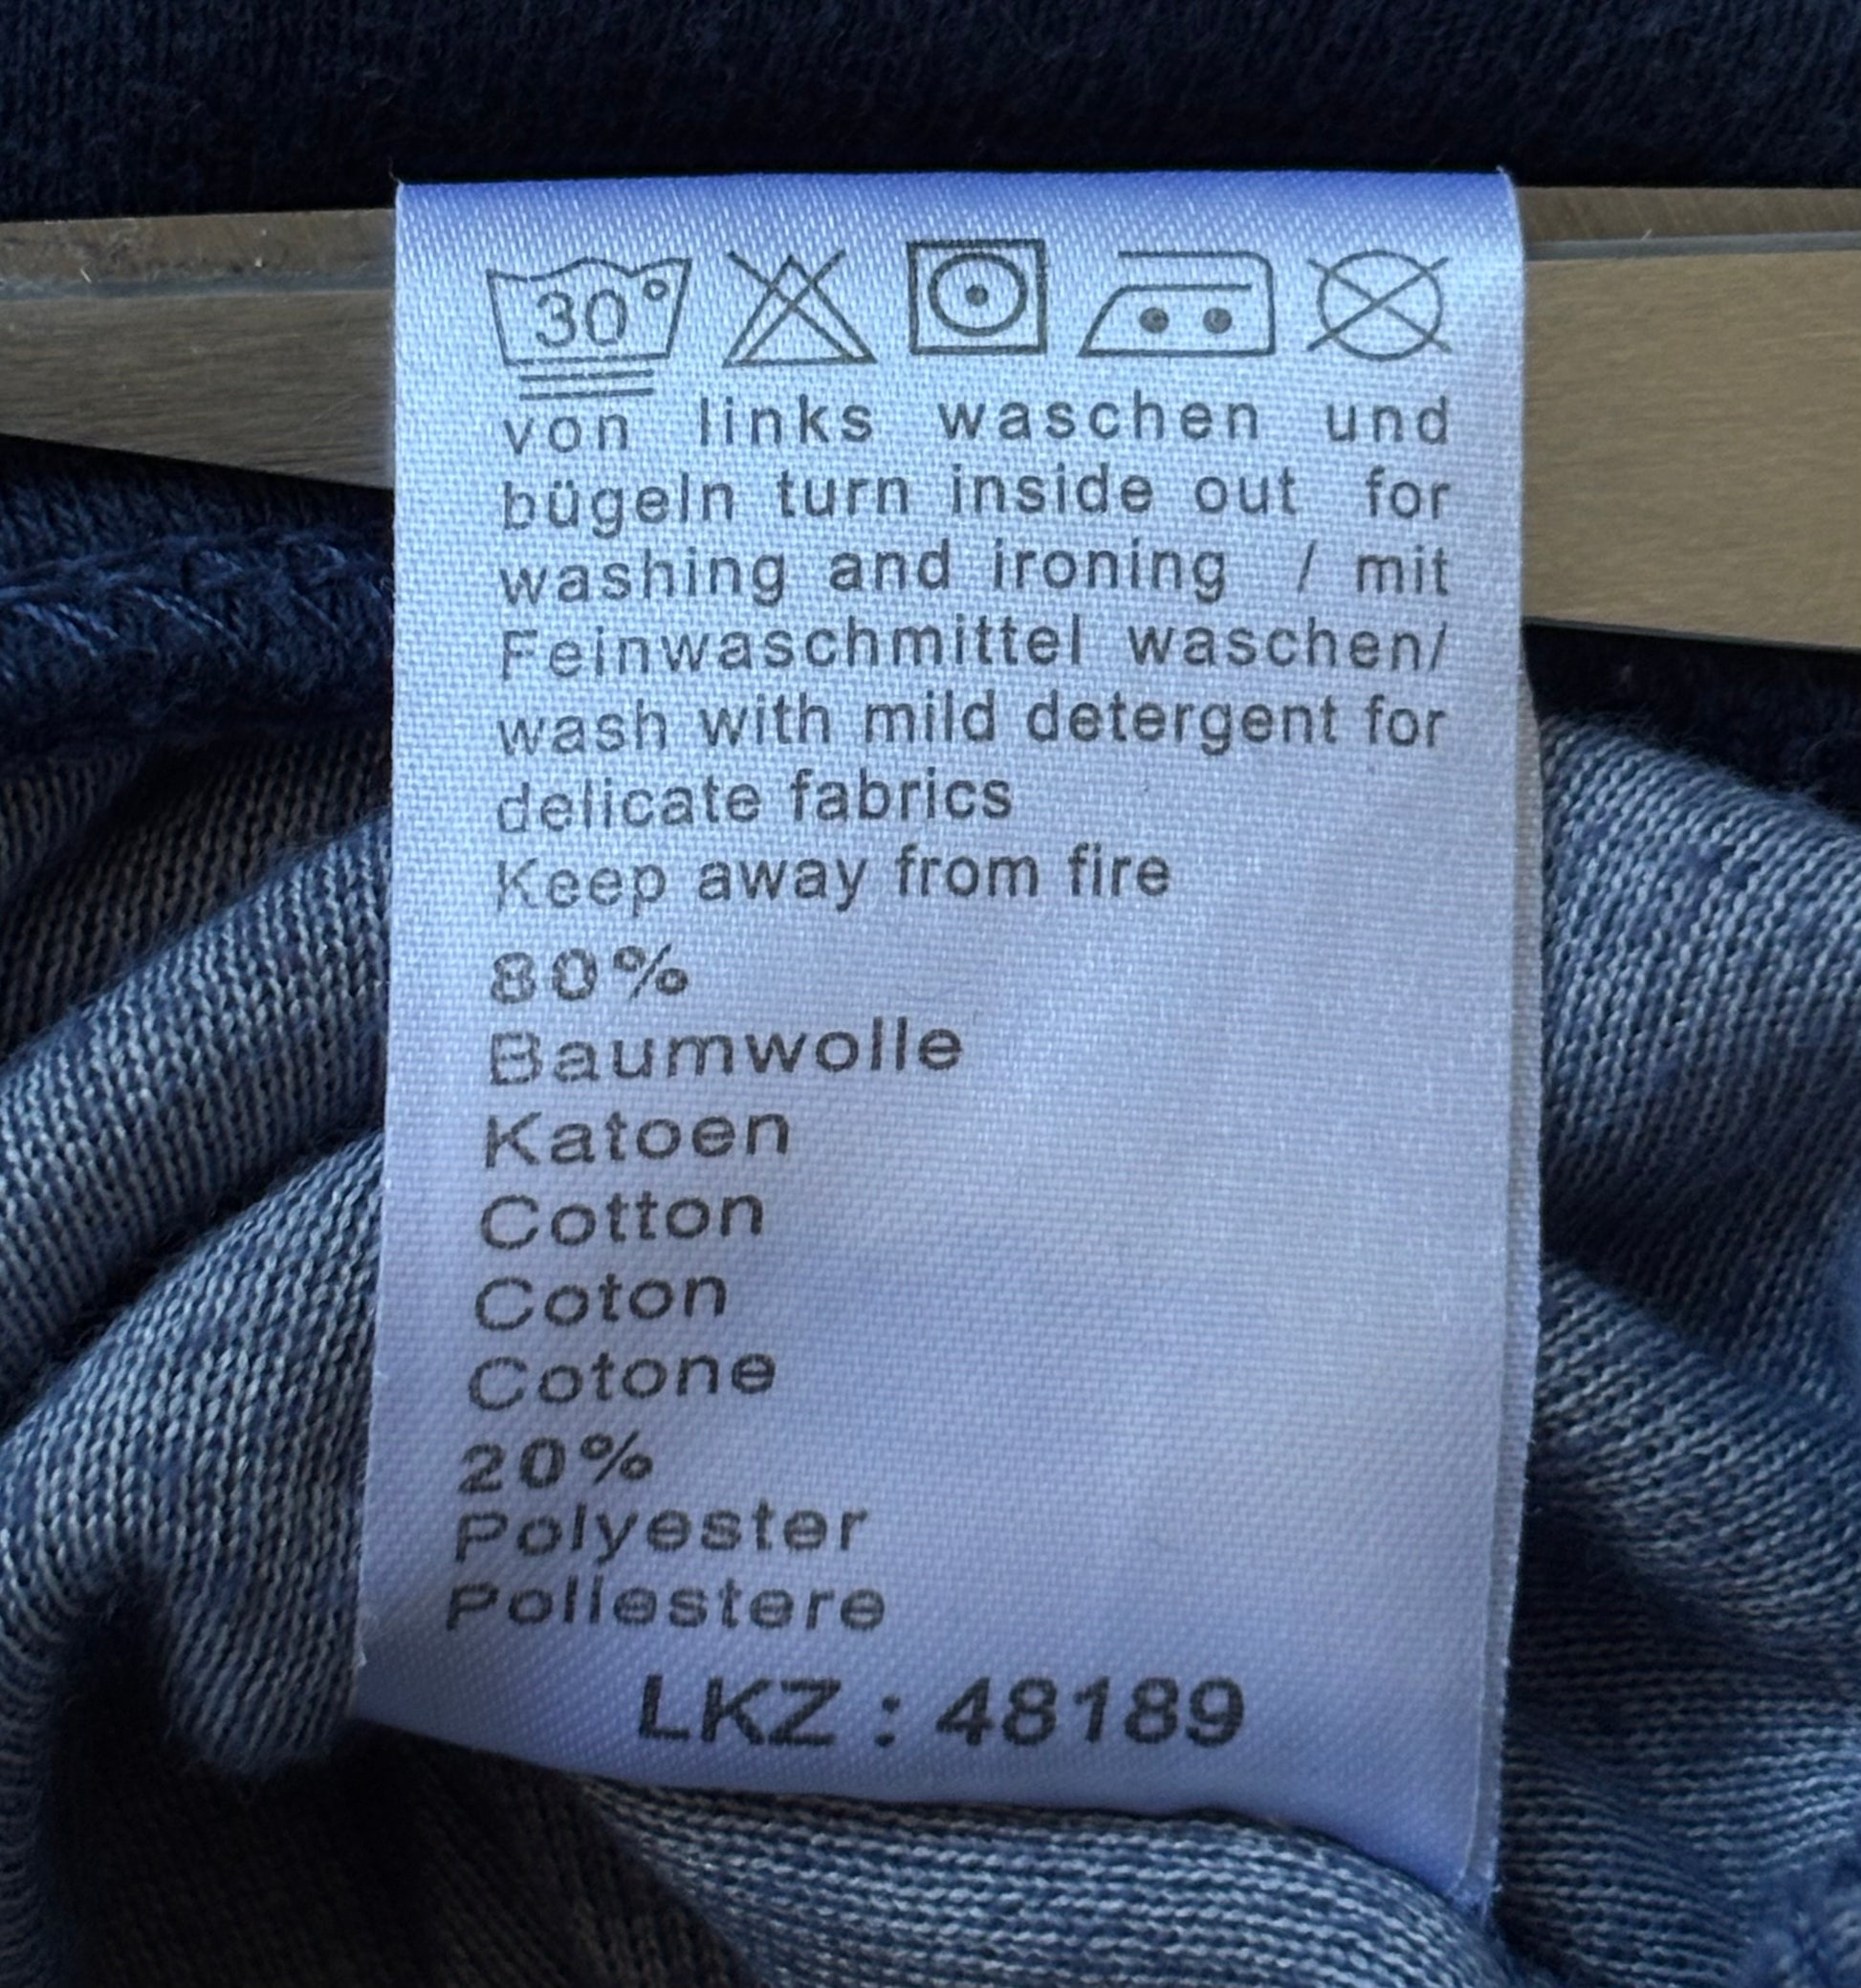 30°
von links waschen und
bügeln turn inside out for
washing and ironing / mit
Feinwaschmittel waschen/
wash with mild detergent for
delicate fabrics
Keep away from fire
80%
Baumwolle
Katoen
Cotton
Coton
Cotone
20%
Polyester
Poliestere
LKZ : 48189